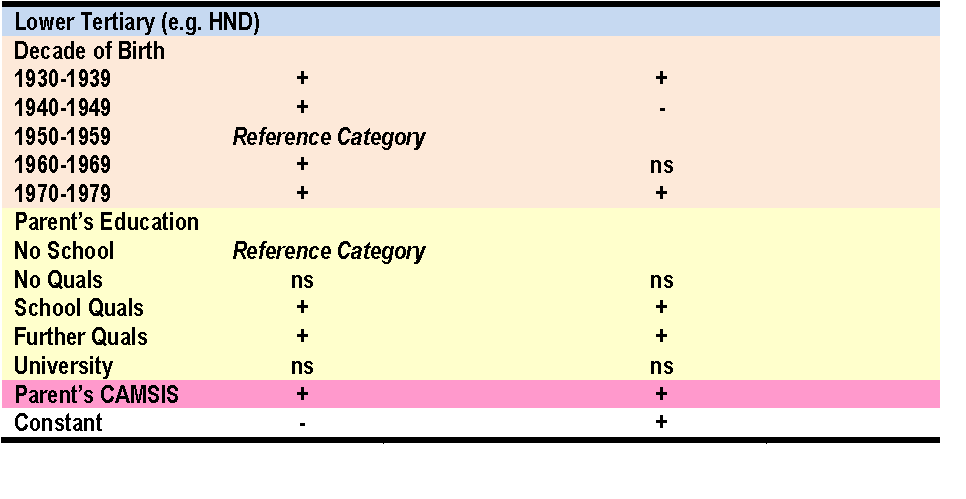 Lower Tertiary (e.g. HND)
Decade of Birth
1930-1939 + +
1940-1949 + -
1950-1959 Reference Category
1960-1969 + ns
1970-1979 + +
Parent’s Education
No School Reference Category
No Quals ns ns
School Quals + +
Further Quals + +
University ns ns
Parent’s CAMSIS + +
Constant - +